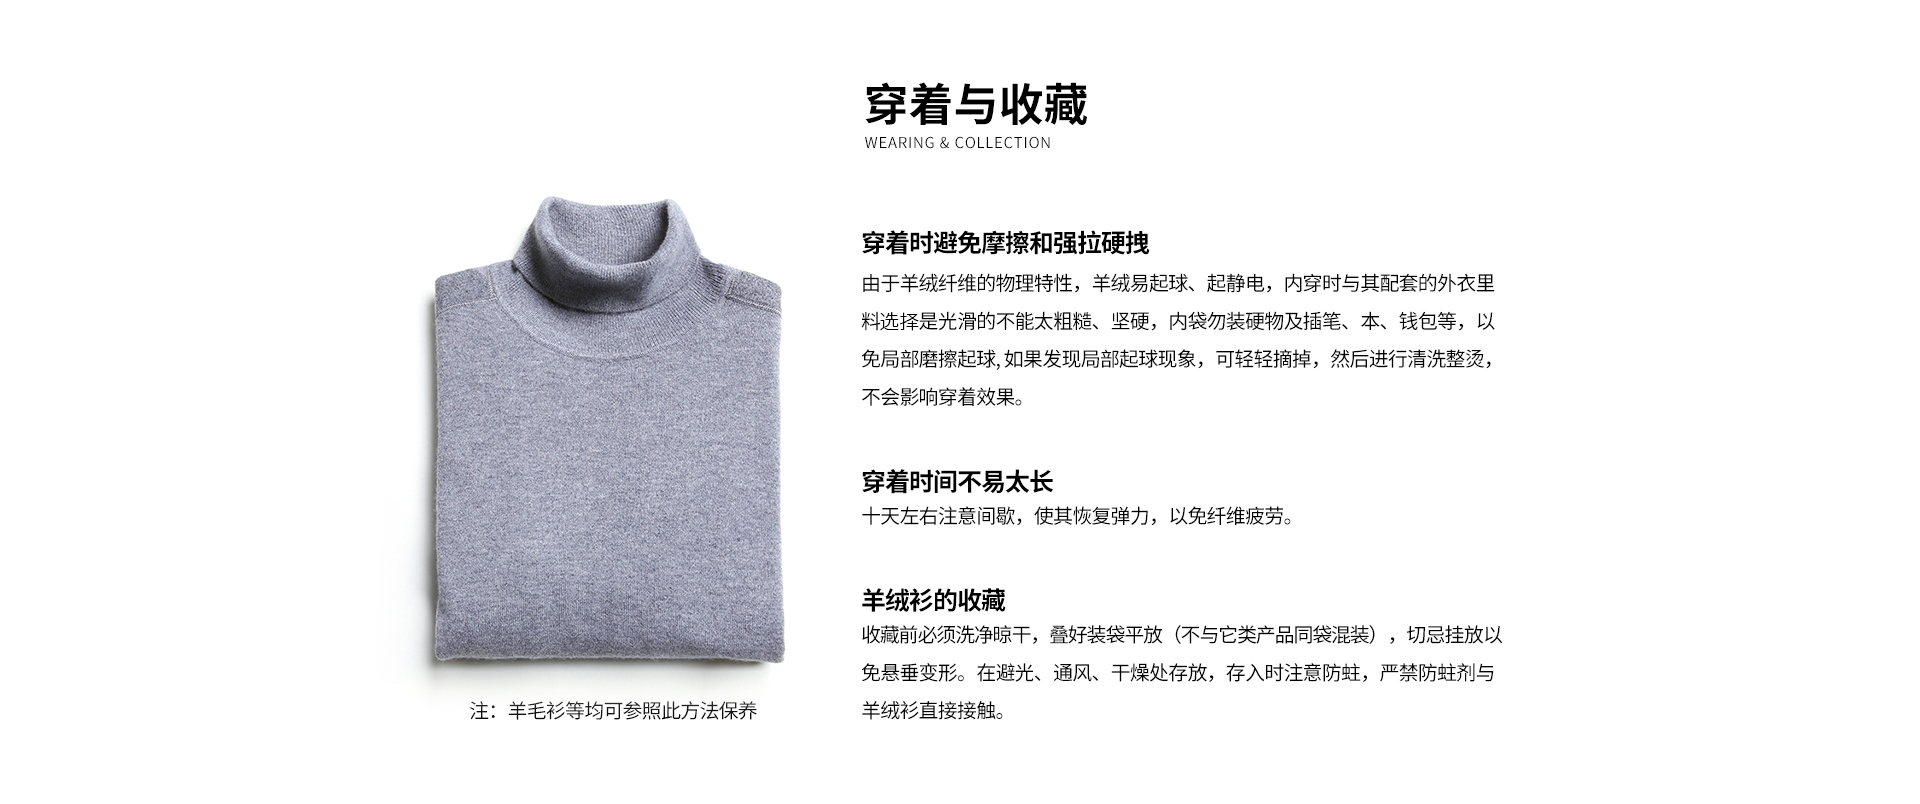 穿着与收藏
WEARING & COLLECTION
穿着时避免摩擦和强拉硬拽
由于羊绒纤维的物理特性，羊绒易起球、起静电，内穿时与其配套的外衣里
料选择是光滑的不能太粗糙、坚硬，内袋勿装硬物及插笔、本、钱包等，以
免局部磨擦起球,如果发现局部起球现象，可轻轻摘掉，然后进行清洗整烫，
不会影响穿着效果。
穿着时间不易太长
十天左右注意间歇，使其恢复弹力，以免纤维疲劳。
羊绒衫的收藏
收藏前必须洗净晾干，叠好装袋平放（不与它类产品同袋混装），切忌挂放以
免悬垂变形。在避光、通风、干燥处存放，存入时注意防蛀，严禁防蛀剂与
羊绒衫直接接触。
注：羊毛衫等均可参照此方法保养